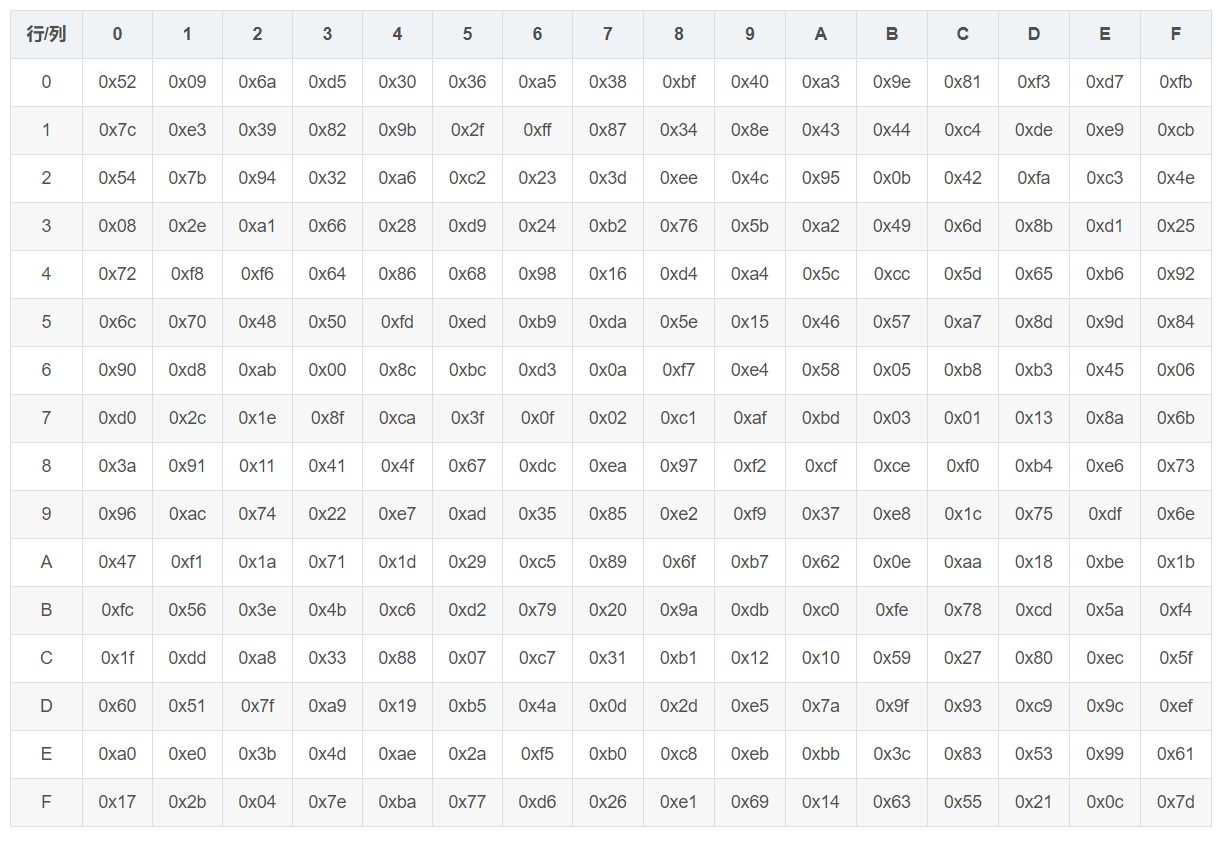 行/列 0 1 2 3 4 5 6 7 8 9 A B C D E F
0 0x52 0x09 0x6a 0xd5 0x30 0x36 0xa5 0x38 0xbf 0x40 0xa3 0x9e 0x81 0xf3 0xd7 0xfb
1 0x7c 0xe3 0x39 0x82 0x9b 0x2f 0xff 0x87 0x34 0x8e 0x43 0x44 0xc4 0xde 0xe9 0xcb
2 0x54 0x7b 0x94 0x32 0xa6 0xc2 0x23 0x3d 0xee 0x4c 0x95 0x0b 0x42 0xfa 0xc3 0x4e
3 0x08 0x2e 0xa1 0x66 0x28 0xd9 0x24 0xb2 0x76 0x5b 0xa2 0x49 0x6d 0x8b 0xd1 0x25
4 0x72 0xf8 0xf6 0x64 0x86 0x68 0x98 0x16 0xd4 0xa4 0x5c 0xcc 0x5d 0x65 0xb6 0x92
5 0x6c 0x70 0x48 0x50 0xfd 0xed 0xb9 0xda 0x5e 0x15 0x46 0x57 0xa7 0x8d 0x9d 0x84
6 0x90 0xd8 0xab 0x00 0x8c 0xbc 0xd3 0x0a 0xf7 0xe4 0x58 0x05 0xb8 0xb3 0x45 0x06
7 0xd0 0x2c 0x1e 0x8f 0xca 0x3f 0x0f 0x02 0xc1 0xaf 0xbd 0x03 0x01 0x13 0x8a 0x6b
8 0x3a 0x91 0x11 0x41 0x4f 0x67 0xdc 0xea 0x97 0xf2 0xcf 0xce 0xf0 0xb4 0xe6 0x73
9 0x96 0xac 0x74 0x22 0xe7 0xad 0x35 0x85 0xe2 0xf9 0x37 0xe8 0x1c 0x75 0xdf 0x6e
A 0x47 0xf1 0x1a 0x71 0x1d 0x29 0xc5 0x89 0x6f 0xb7 0x62 0x0e 0xaa 0x18 0xbe 0x1b
B 0xfc 0x56 0x3e 0x4b 0xc6 0xd2 0x79 0x20 0x9a 0xdb 0xc0 0xfe 0x78 0xcd 0x5a 0xf4
C 0x1f 0xdd 0xa8 0x33 0x88 0x07 0xc7 0x31 0xb1 0x12 0x10 0x59 0x27 0x80 0xec 0x5f
D 0x60 0x51 0x7f 0xa9 0x19 0xb5 0x4a 0x0d 0x2d 0xe5 0x7a 0x9f 0x93 0xc9 0x9c 0xef
E 0xa0 0xe0 0x3b 0x4d 0xae 0x2a 0xf5 0xb0 0xc8 0xeb 0xbb 0x3c 0x83 0x53 0x99 0x61
F 0x17 0x2b 0x04 0x7e 0xba 0x77 0xd6 0x26 0xe1 0x69 0x14 0x63 0x55 0x21 0x0c 0x7d